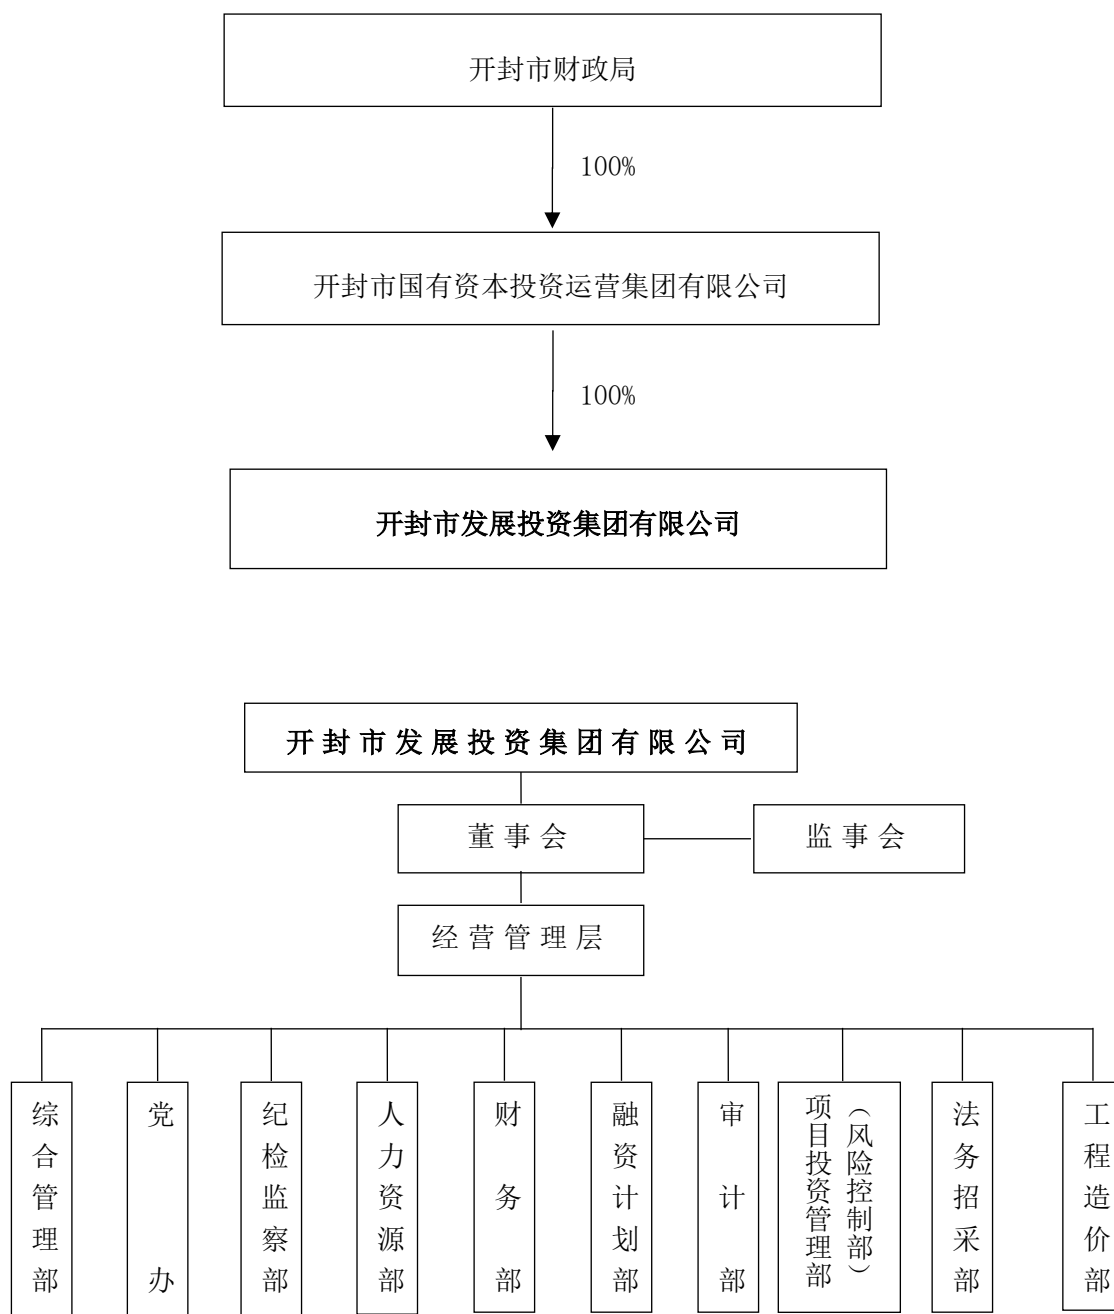 开封市财政局
100%
开封市国有资本投资运营集团有限公司
100%
开封市发展投资集团有限公司
开封市发展投资集团有限公司
董事会
监事会
经营管理层
综合管理部
党办
纪检监察部
人力资源部
财务部
融资计划部
审计部
项目投资管理部
（风险控制部）
法务招采部
工程造价部